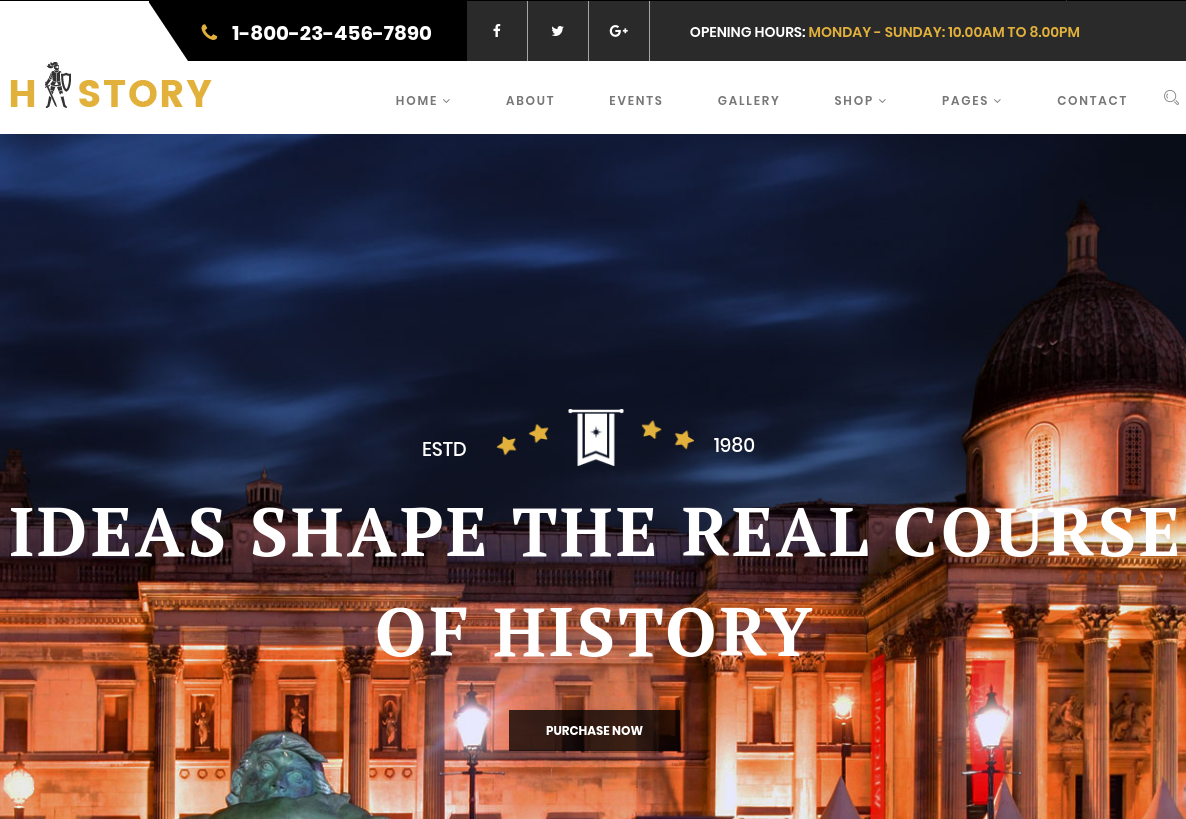 1-800-23-456-7890
OPENING HOURS: MONDAY - SUNDAY: 10.00AM TO 8.00PM
H STORY
HOME
ABOUT
EVENTS
GALLERY
SHOP
PAGES
CONTACT
ESTD
1980
IDEAS SHAPE THE REAL COURSE
OF HISTORY
PURCHASE NOW